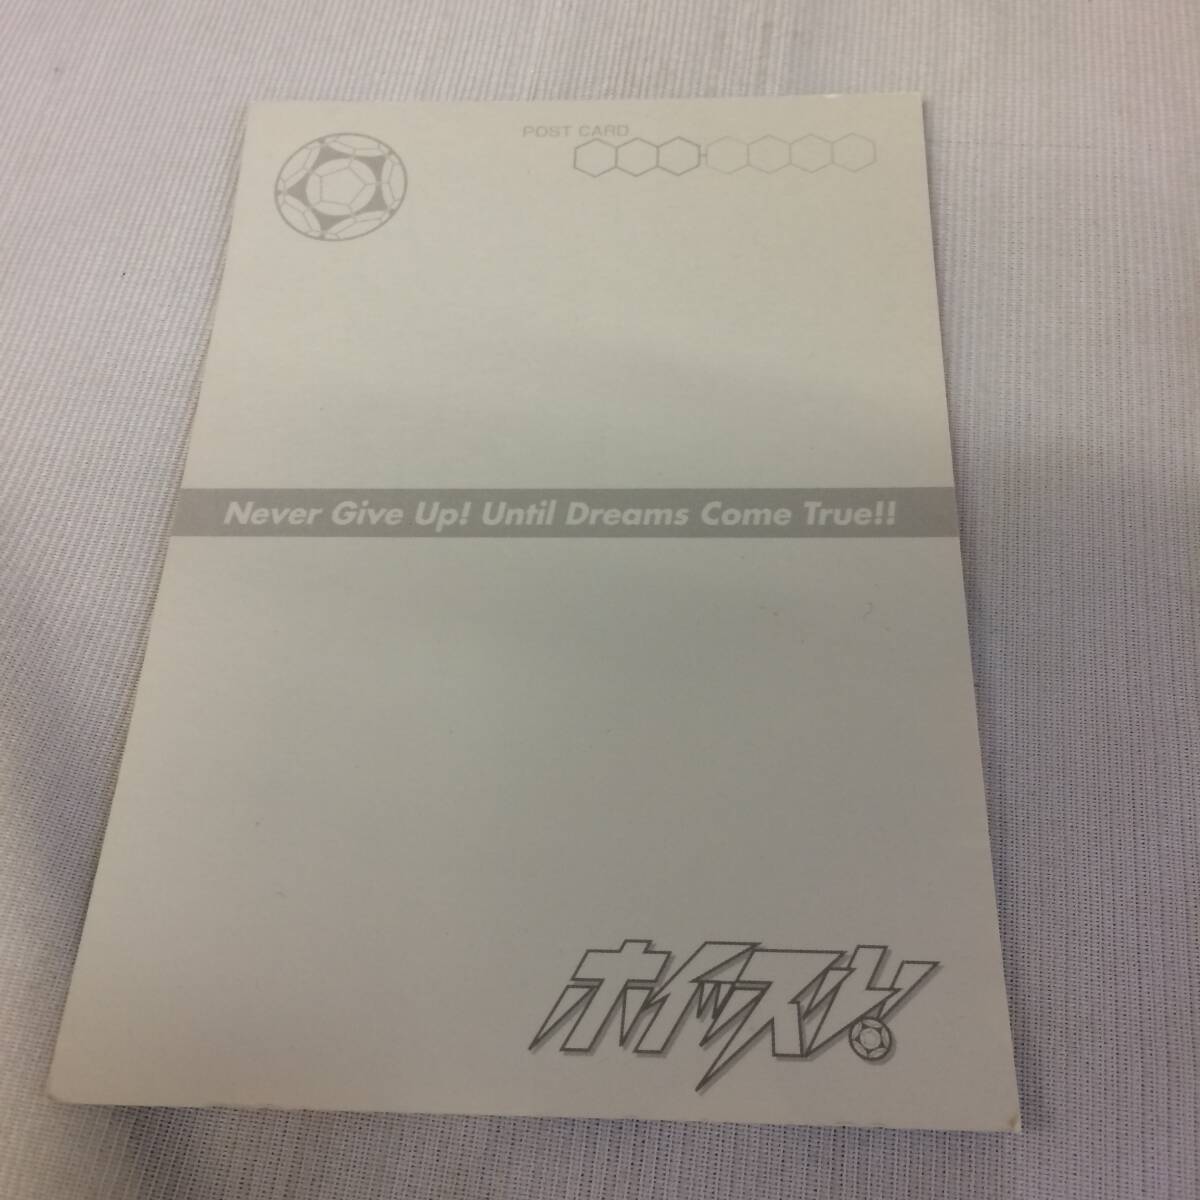 POST CARD
Never Give Up! Until Dreams Come True!!
ホイッスル!